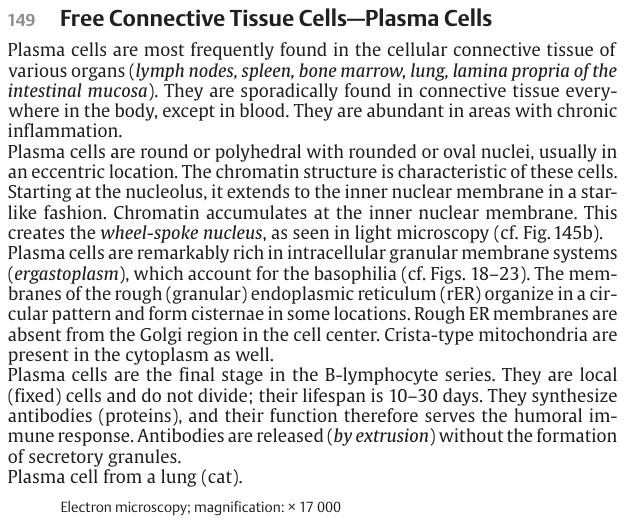 149 Free Connective Tissue Cells—Plasma Cells
Plasma cells are most frequently found in the cellular connective tissue of
various organs (lymph nodes, spleen, bone marrow, lung, lamina propria of the
intestinal mucosa). They are sporadically found in connective tissue every-
where in the body, except in blood. They are abundant in areas with chronic
inflammation.
Plasma cells are round or polyhedral with rounded or oval nuclei, usually in
an eccentric location. The chromatin structure is characteristic of these cells.
Starting at the nucleolus, it extends to the inner nuclear membrane in a star-
like fashion. Chromatin accumulates at the inner nuclear membrane. This
creates the wheel-spoke nucleus, as seen in light microscopy (cf. Fig. 145b).
Plasma cells are remarkably rich in intracellular granular membrane systems
(ergastoplasm), which account for the basophilia (cf. Figs. 18–23). The mem-
branes of the rough (granular) endoplasmic reticulum (rER) organize in a cir-
cular pattern and form cisternae in some locations. Rough ER membranes are
absent from the Golgi region in the cell center. Crista-type mitochondria are
present in the cytoplasm as well.
Plasma cells are the final stage in the B-lymphocyte series. They are local
(fixed) cells and do not divide; their lifespan is 10–30 days. They synthesize
antibodies (proteins), and their function therefore serves the humoral im-
mune response. Antibodies are released (by extrusion) without the formation
of secretory granules.
Plasma cell from a lung (cat).
Electron microscopy; magnification: × 17 000